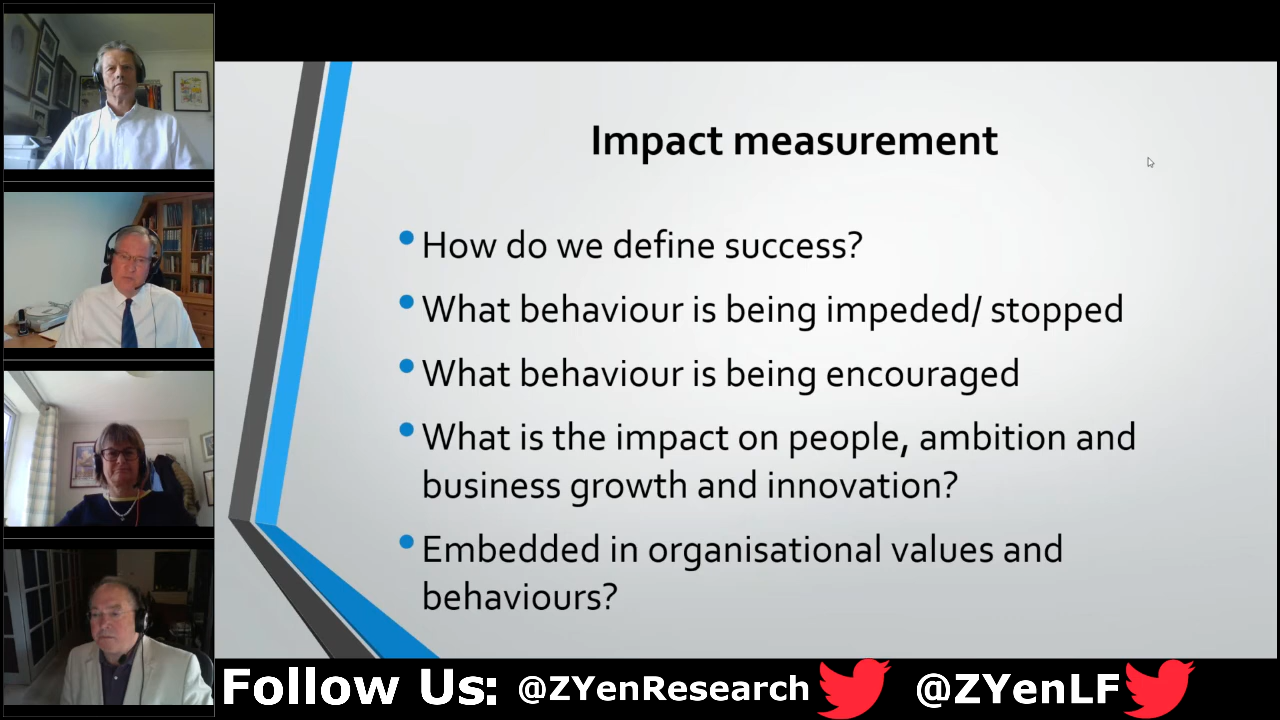 Impact measurement
How do we define success?
What behaviour is being impeded/ stopped
What behaviour is being encouraged
What is the impact on people, ambition and
business growth and innovation?
Embedded in organisational values and
behaviours?
Follow Us: @ZYenResearch @ZYenLF